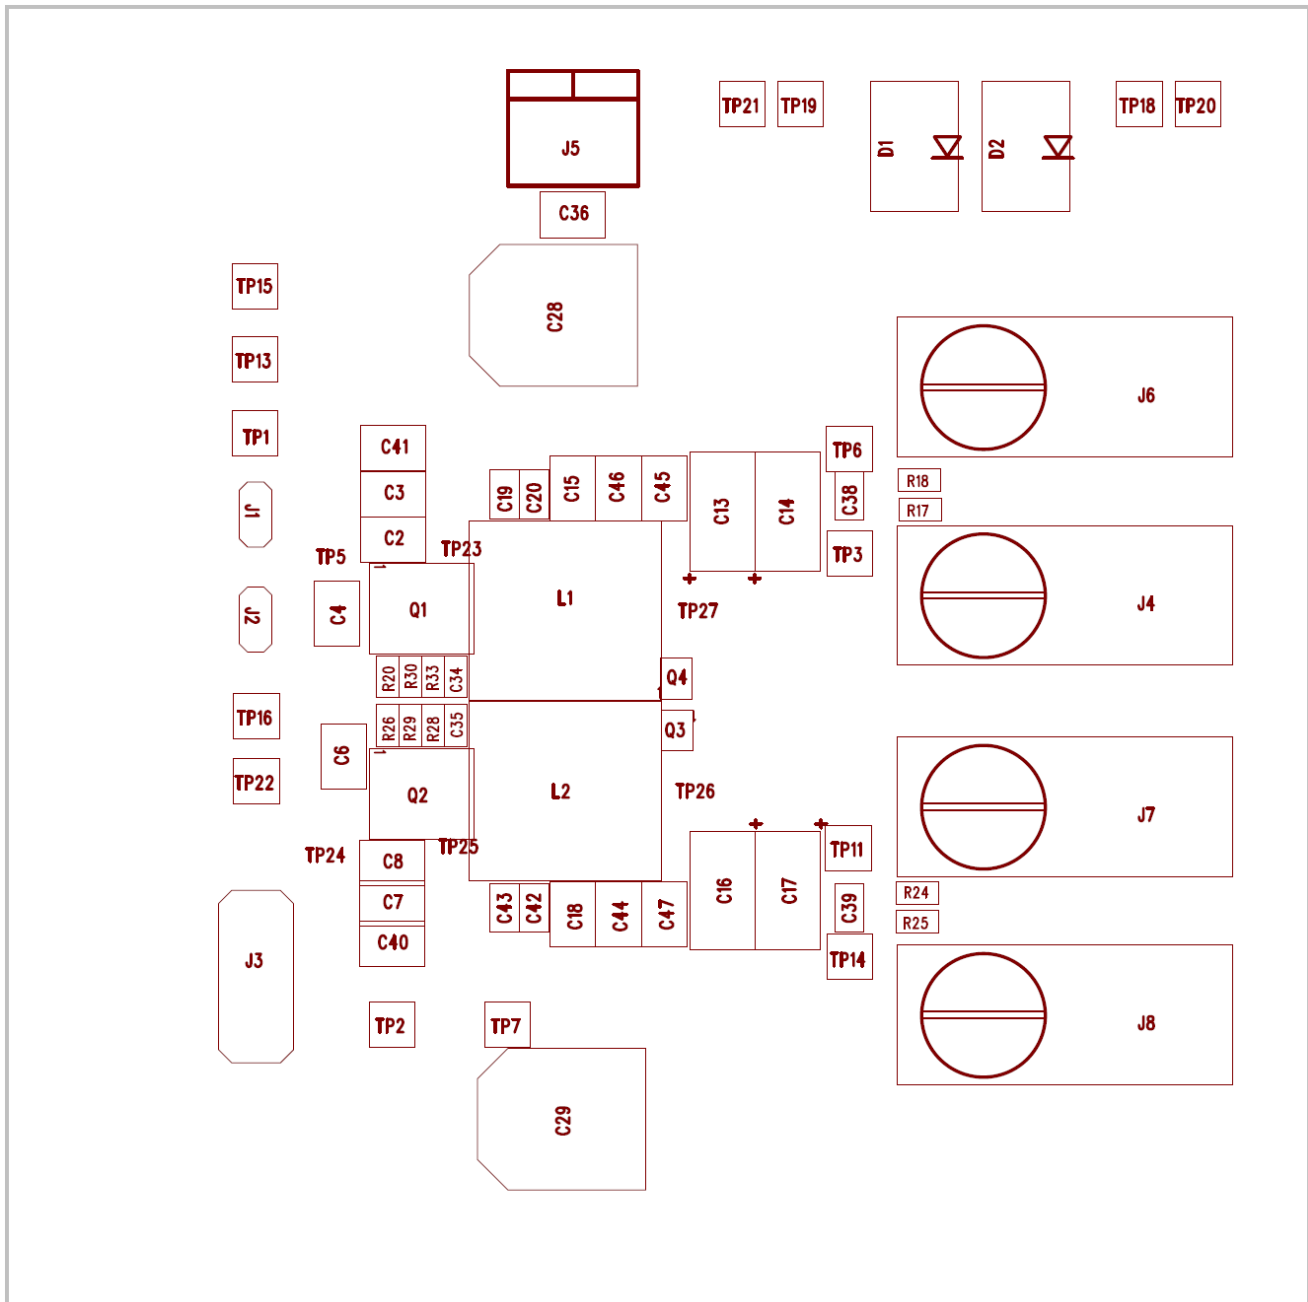 TP21 TP19 TP18 TP20
J5 D1 D2
C36
TP15
C28
TP13
J6
TP1 C41 TP6
C3 C19 C20 C15 C46 C45 R18
J1 C13 C14 C38 R17
C2
TP5 TP23 TP3
1
J2 C4 Q1 L1 TP27 J4
+ +
R20 R30 R33 C34 Q4
1
TP16 R26 R29 R28 C35 Q3
1
C6 1
TP22 Q2 L2 TP26 J7
+ +
TP24 C8 TP25 TP11
C7 C43 C42 C18 C44 C47 C16 C17 C39 R24
R25
C40
J3 TP14
TP2 TP7 J8
C29